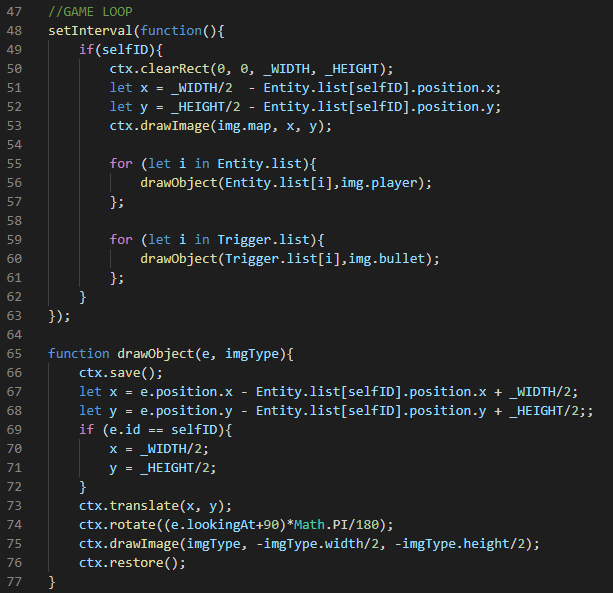 47 //GAME LOOP
48 setInterval(function(){
49     if(selfID){
50         ctx.clearRect(0, 0, _WIDTH, _HEIGHT);
51         let x = _WIDTH/2  - Entity.list[selfID].position.x;
52         let y = _HEIGHT/2 - Entity.list[selfID].position.y;
53         ctx.drawImage(img.map, x, y);
54
55         for (let i in Entity.list){
56             drawObject(Entity.list[i],img.player);
57         };
58
59         for (let i in Trigger.list){
60             drawObject(Trigger.list[i],img.bullet);
61         };
62     }
63 });
64
65 function drawObject(e, imgType){
66     ctx.save();
67     let x = e.position.x - Entity.list[selfID].position.x + _WIDTH/2;
68     let y = e.position.y - Entity.list[selfID].position.y + _HEIGHT/2;;
69     if (e.id == selfID){
70         x = _WIDTH/2;
71         y = _HEIGHT/2;
72     }
73     ctx.translate(x, y);
74     ctx.rotate((e.lookingAt+90)*Math.PI/180);
75     ctx.drawImage(imgType, -imgType.width/2, -imgType.height/2);
76     ctx.restore();
77 }